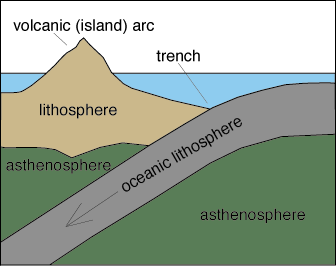 volcanic (island) arc
trench
lithosphere
oceanic lithosphere
asthenosphere
asthenosphere